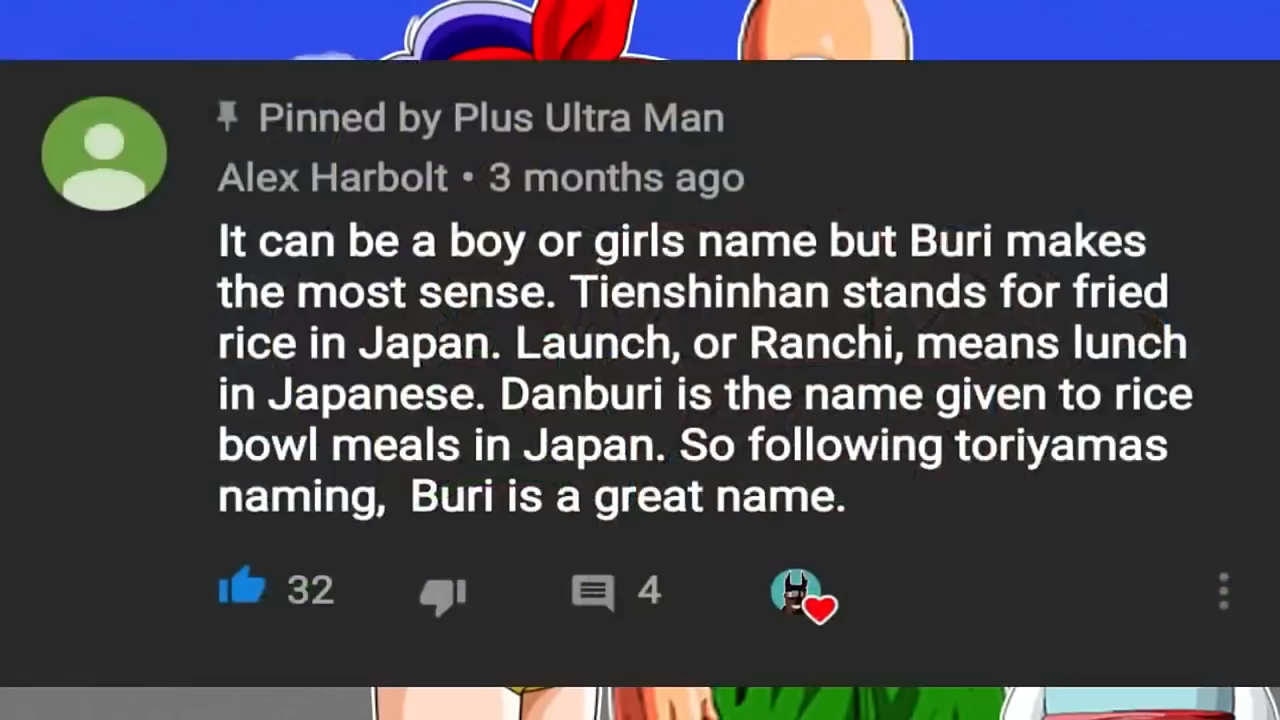 Pinned by Plus Ultra Man
Alex Harbolt • 3 months ago
It can be a boy or girls name but Buri makes
the most sense. Tienshinhan stands for fried
rice in Japan. Launch, or Ranchi, means lunch
in Japanese. Danburi is the name given to rice
bowl meals in Japan. So following toriyamas
naming,  Buri is a great name.
32 4